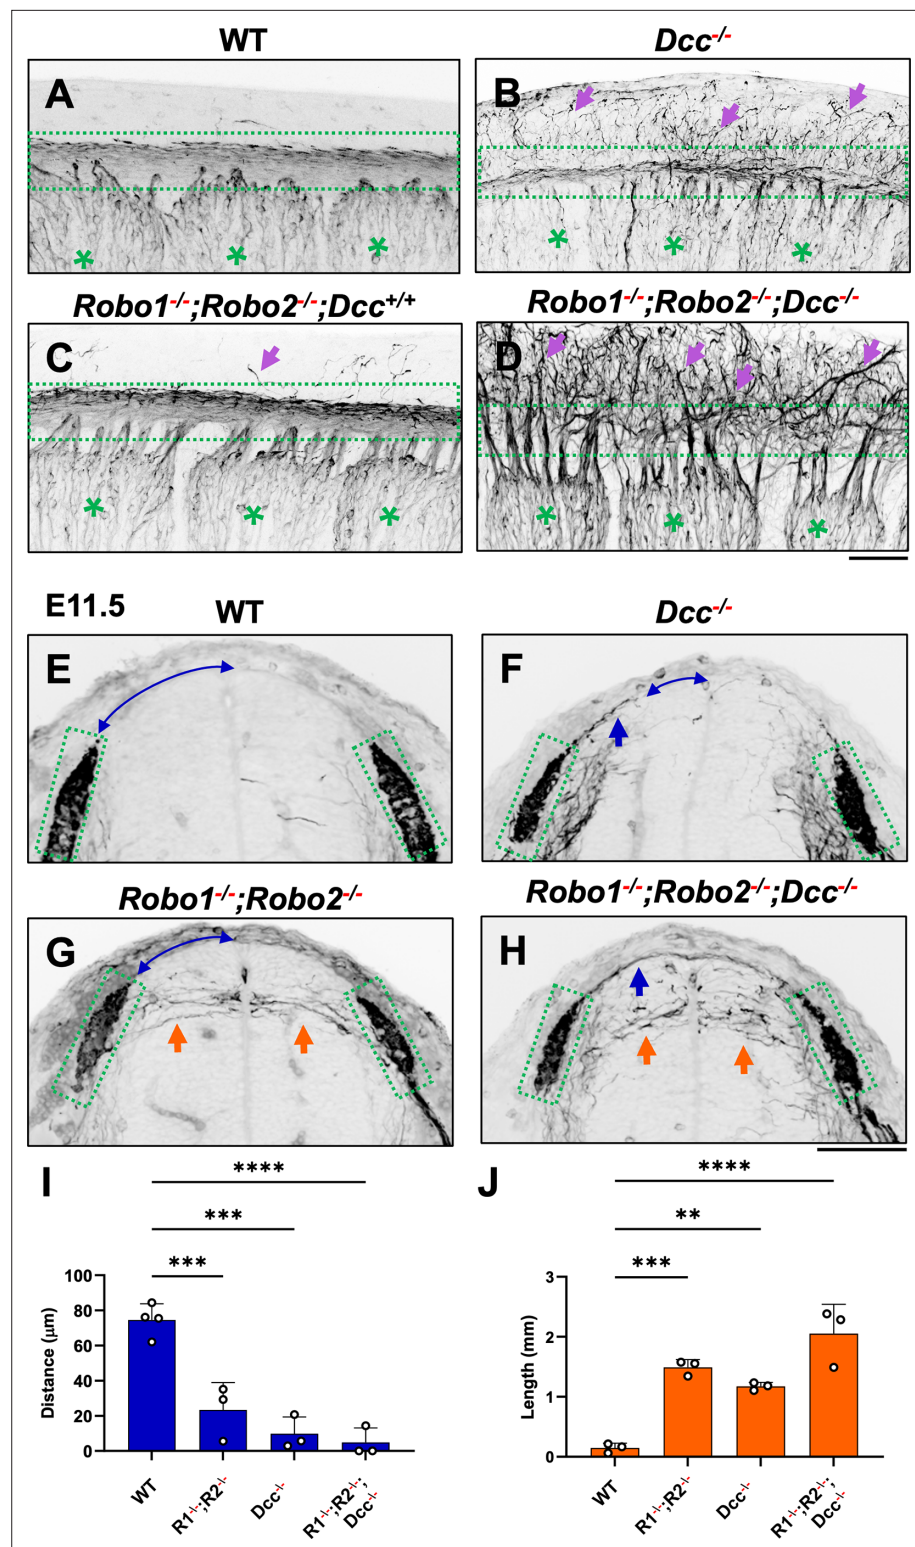 WT
Dcc-/-
A
B
Robo1-/-;Robo2-/-;Dcc+/+
Robo1-/-;Robo2-/-;Dcc-/-
C
D
E11.5
WT
Dcc-/-
E
F
Robo1-/-;Robo2-/-
Robo1-/-;Robo2-/-;Dcc-/-
G
H
I
****
***
***
100
80
60
40
20
0
Distance (μm)
WT
R1-/-;R2-/-
Dcc-/-
R1-/-;R2-/-;
Dcc-/-
J
****
**
***
3
2
1
0
Length (mm)
WT
R1-/-;R2-/-
Dcc-/-
R1-/-;R2-/-;
Dcc-/-